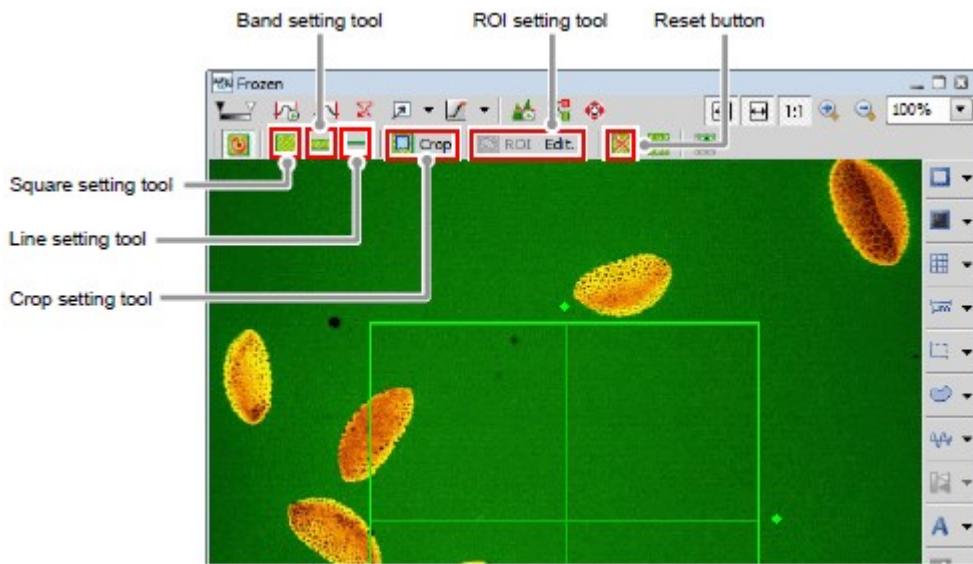 Band setting tool
ROI setting tool
Reset button
Frozen
1:1
100%
Crop
ROI Edit.
Square setting tool
Line setting tool
Crop setting tool
A